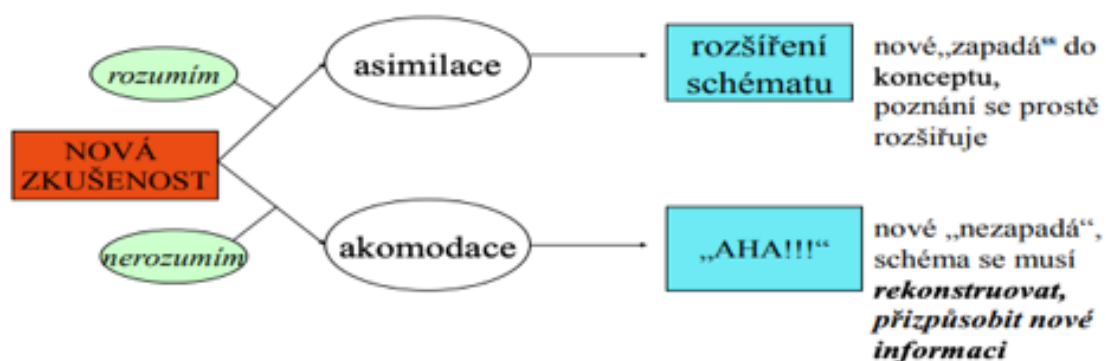 rozumím
NOVÁ
ZKUŠENOST
nerozumím
asimilace
rozšíření
schématu
nové„zapadá“ do
konceptu,
poznání se prostě
rozšiřuje
akomodace
„AHA!!!“
nové „nezapadá“,
schéma se musí
rekonstruovat,
přizpůsobit nové
informaci